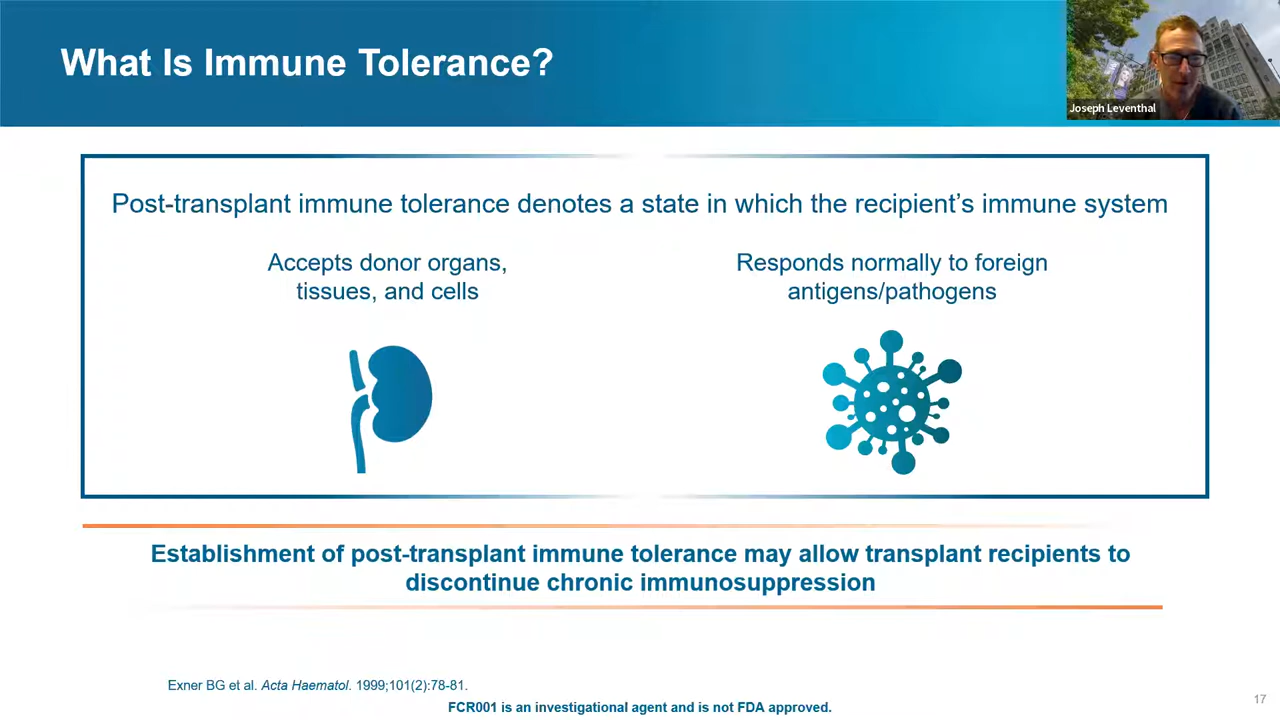 What Is Immune Tolerance?
Joseph Leventhal
Post-transplant immune tolerance denotes a state in which the recipient’s immune system
Accepts donor organs,
tissues, and cells
Responds normally to foreign
antigens/pathogens
Establishment of post-transplant immune tolerance may allow transplant recipients to
discontinue chronic immunosuppression
Exner BG et al. Acta Haematol. 1999;101(2):78-81.
FCR001 is an investigational agent and is not FDA approved.
17